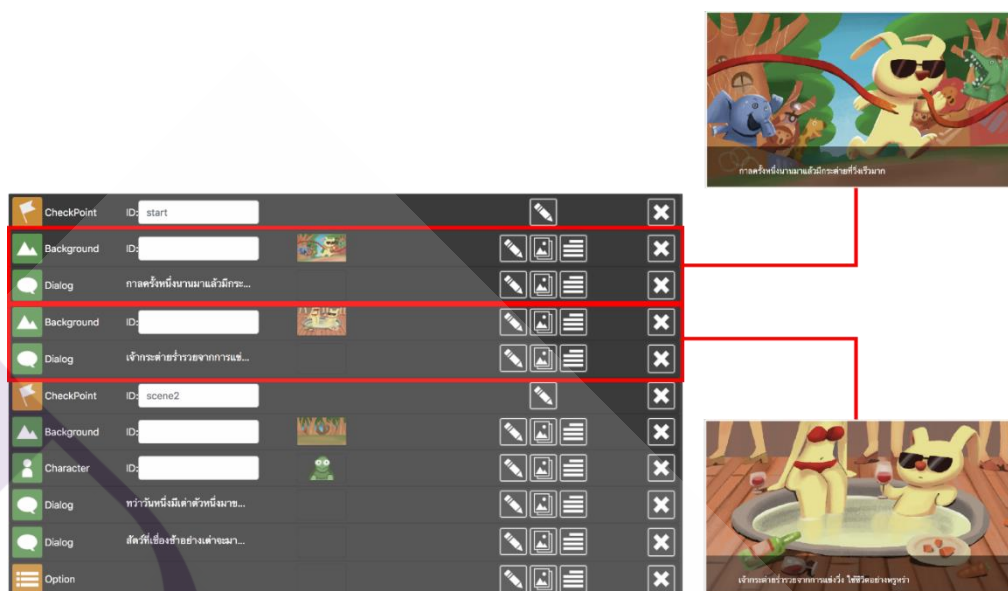 กาลครั้งหนึ่งนานมาแล้วมีกระต่ายที่วิ่งเร็วมาก
CheckPoint ID: start
Background ID:
Dialog กาลครั้งหนึ่งนานมาแล้วมีกระ...
Background ID:
Dialog เจ้ากระต่ายร่ำรวยจากการแข่...
CheckPoint ID: scene2
Background ID:
Character ID:
Dialog ทว่าวันหนึ่งมีเต่าตัวหนึ่งมาข...
Dialog สัตว์ที่เชื่องช้าอย่างเต่าจะมา...
Option
เจ้ากระต่ายร่ำรวยจากการแข่งวิ่ง ใช้ชีวิตอย่างหรูหรา